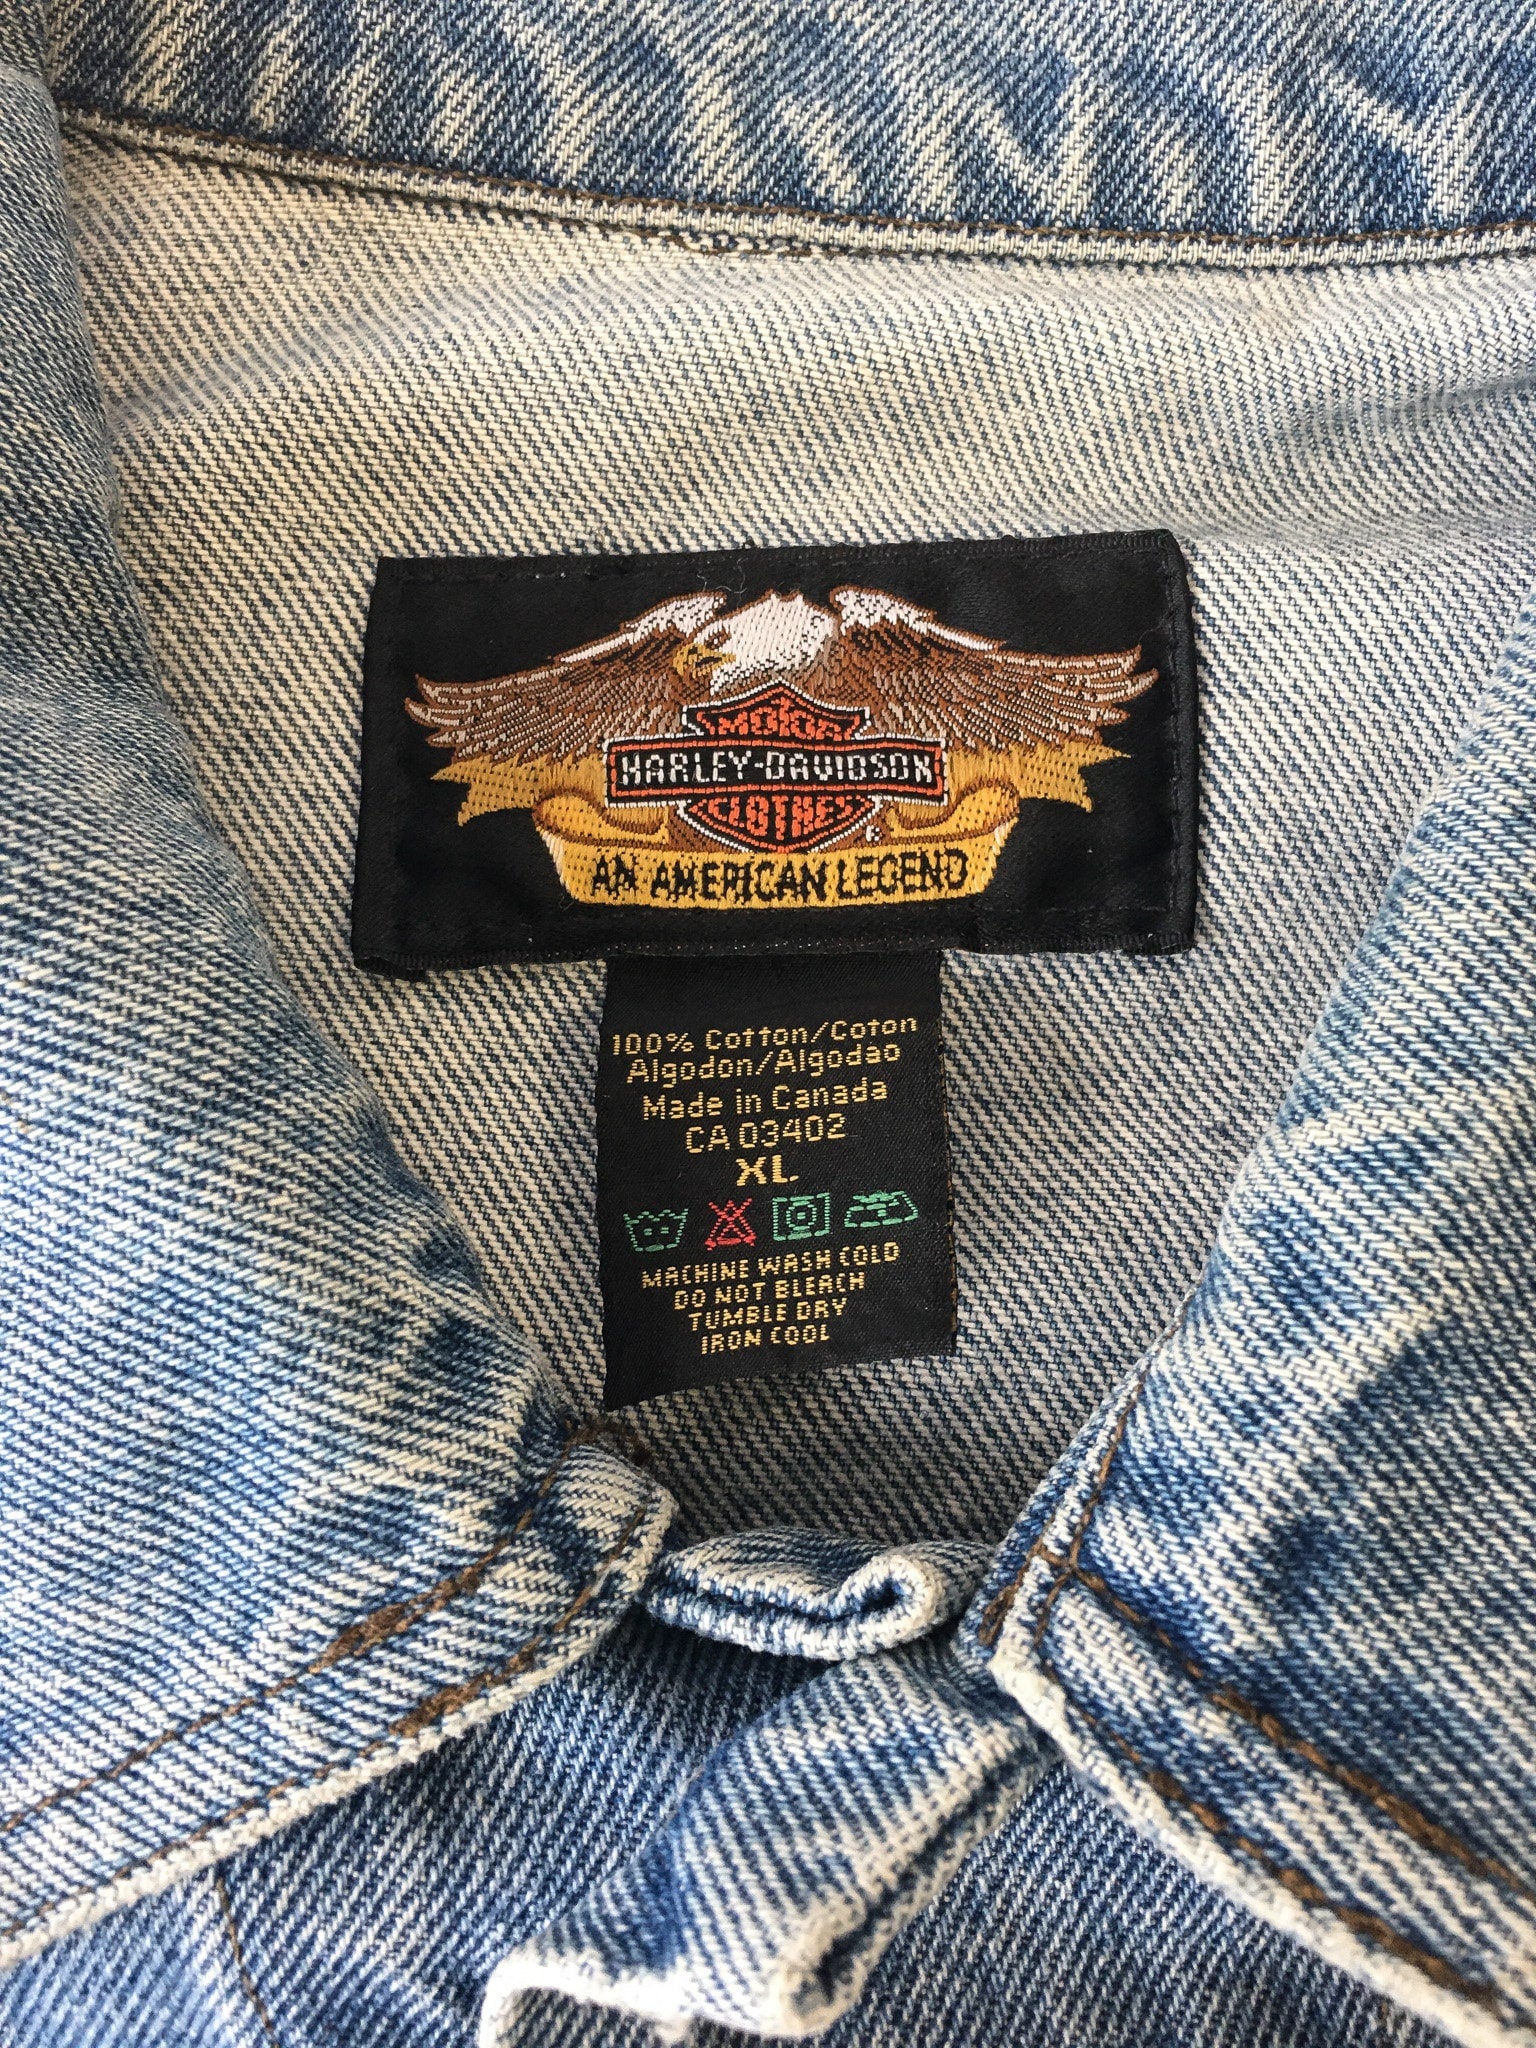 MOTOR
HARLEY-DAVIDSON
CLOTHES
AN AMERICAN LEGEND
100% Cotton/Coton
Algodon/Algodao
Made in Canada
CA 03402
XL
MACHINE WASH COLD
DO NOT BLEACH
TUMBLE DRY
IRON COOL